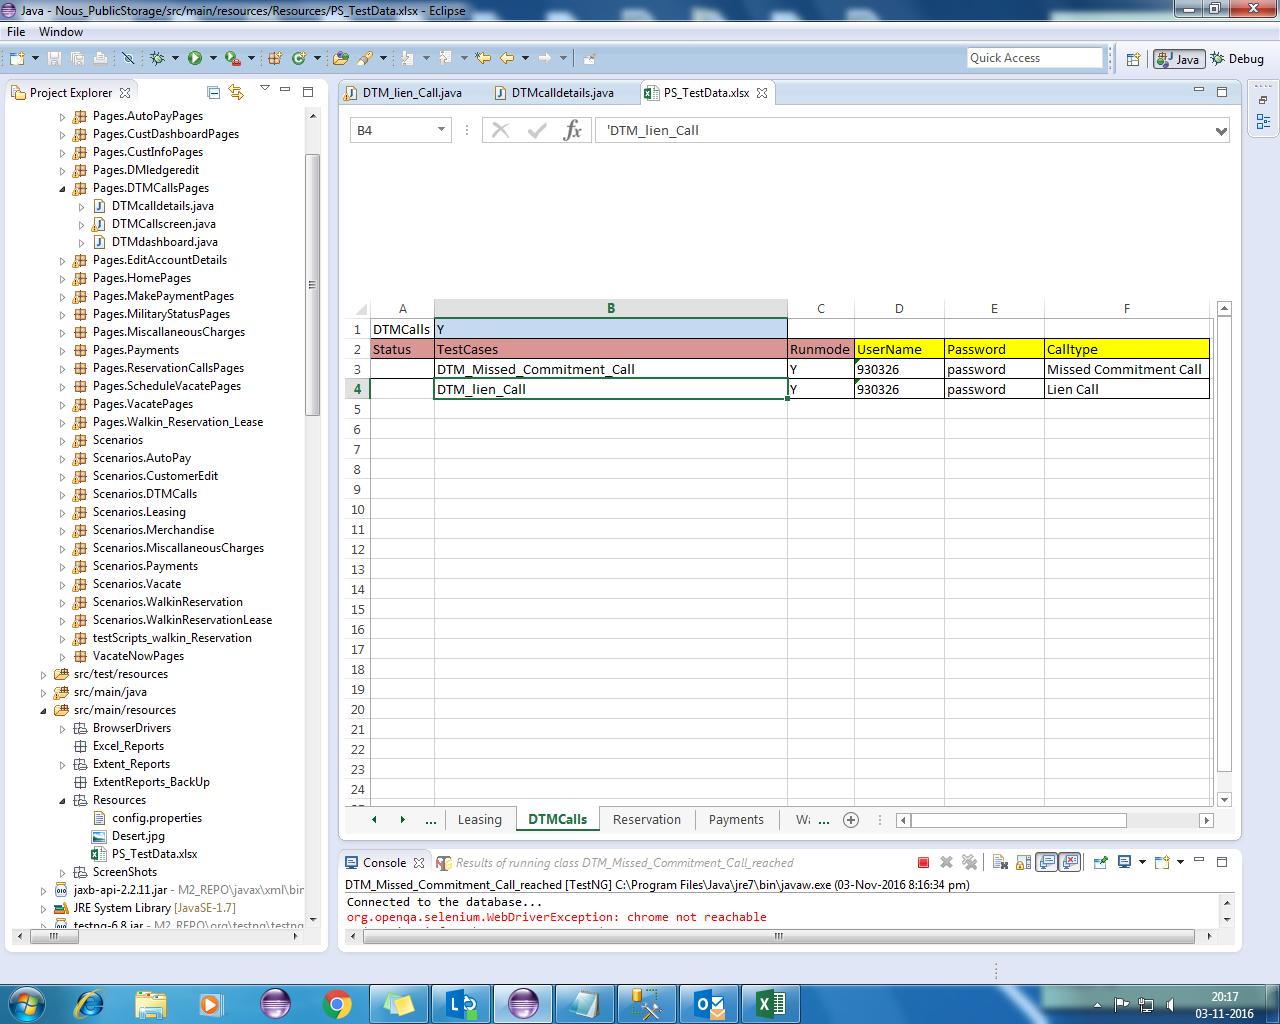 Java - Nous_PublicStorage/src/main/resources/Resources/PS_TestData.xlsx - Eclipse
File Window
Quick Access
Java
Debug
Project Explorer
Pages.AutoPayPages
Pages.CustDashboardPages
Pages.CustInfoPages
Pages.DMledgeredit
Pages.DTMCallsPages
DTMcalldetails.java
DTMCallscreen.java
DTMdashboard.java
Pages.EditAccountDetails
Pages.HomePages
Pages.MakePaymentPages
Pages.MilitaryStatusPages
Pages.MiscallaneousCharges
Pages.Payments
Pages.ReservationCallsPages
Pages.ScheduleVacatePages
Pages.VacatePages
Pages.Walkin_Reservation_Lease
Scenarios
Scenarios.AutoPay
Scenarios.CustomerEdit
Scenarios.DTMCalls
Scenarios.Leasing
Scenarios.Merchandise
Scenarios.MiscallaneousCharges
Scenarios.Payments
Scenarios.Vacate
Scenarios.WalkinReservation
Scenarios.WalkinReservationLease
testScripts_walkin_Reservation
VacateNowPages
src/test/resources
src/main/java
src/main/resources
BrowserDrivers
Excel_Reports
Extent_Reports
ExtentReports_BackUp
Resources
config.properties
Desert.jpg
PS_TestData.xlsx
ScreenShots
jaxb-api-2.2.11.jar - M2_REPO\javax\xml\bin
JRE System Library [JavaSE-1.7]
testng-6.8.jar - M2_REPO\org\testng\testng
DTM_lien_Call.java
DTMcalldetails.java
PS_TestData.xlsx
B4
fx
'DTM_lien_Call
A B C D E F
1 DTMCalls Y
2 Status TestCases Runmode UserName Password Calltype
3 DTM_Missed_Commitment_Call Y 930326 password Missed Commitment Call
4 DTM_lien_Call Y 930326 password Lien Call
5
6
7
8
9
10
11
12
13
14
15
16
17
18
19
20
21
22
23
24
... Leasing DTMCalls Reservation Payments ...
Console
Results of running class DTM_Missed_Commitment_Call_reached
DTM_Missed_Commitment_Call_reached [TestNG] C:\Program Files\Java\jre7\bin\javaw.exe (03-Nov-2016 8:16:34 pm)
Connected to the database...
org.openqa.selenium.WebDriverException: chrome not reachable
20:17
03-11-2016